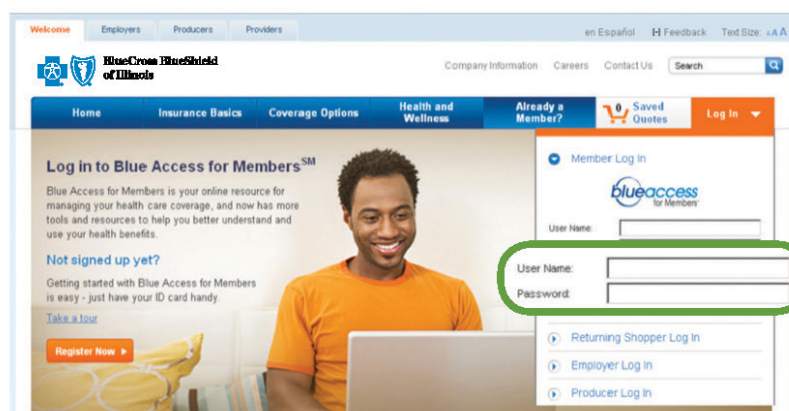 Welcome Employers Producers Providers
en Español Feedback Text Size: A A A
BlueCross BlueShield
of Illinois
Company Information Careers Contact Us Search
Home Insurance Basics Coverage Options Health and Wellness Already a Member? 0 Saved Quotes Log In
Log in to Blue Access for Members℠
Blue Access for Members is your online resource for
managing your health care coverage, and now has more
tools and resources to help you better understand and
use your health benefits.
Not signed up yet?
Getting started with Blue Access for Members
is easy - just have your ID card handy.
Take a tour
Register Now
Member Log In
blueaccess
for Members℠
User Name:
User Name:
Password:
Returning Shopper Log In
Employer Log In
Producer Log In